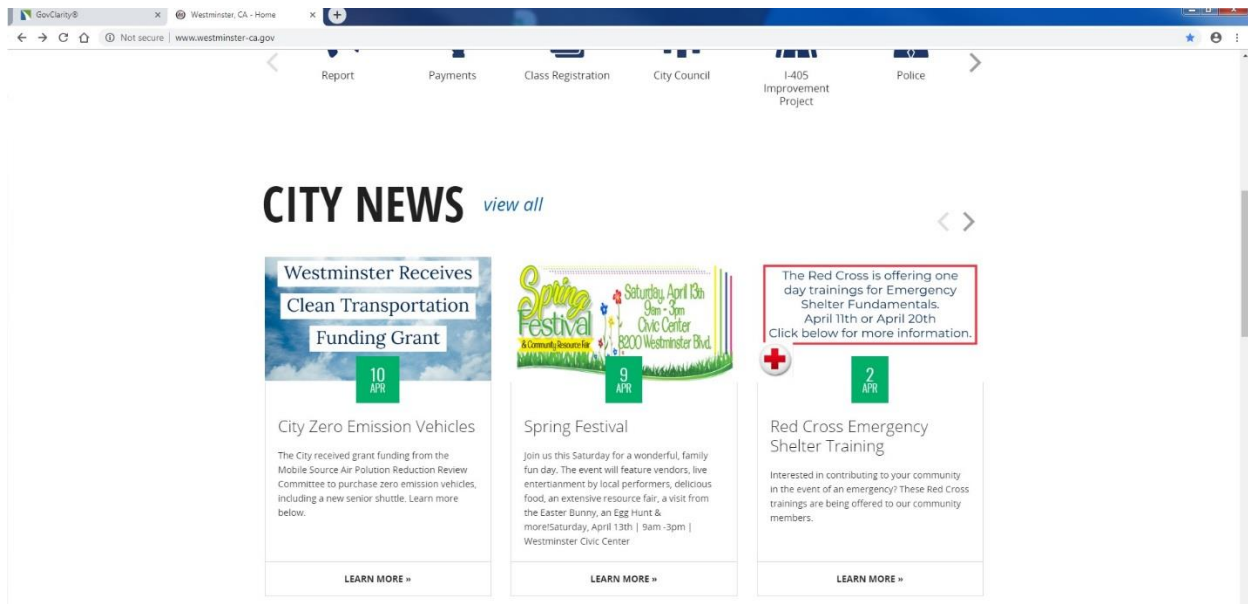 GovClarity®
Westminster, CA - Home
Not secure | www.westminster-ca.gov
Report
Payments
Class Registration
City Council
I-405
Improvement
Project
Police
CITY NEWS view all
Westminster Receives
Clean Transportation
Funding Grant
10
APR
City Zero Emission Vehicles
The City received grant funding from the
Mobile Source Air Polution Reduction Review
Committee to purchase zero emission vehicles,
including a new senior shuttle. Learn more
below.
LEARN MORE »
Spring
Festival
& Community Resource Fair
Saturday, April 13th
9am - 3pm
Civic Center
8200 Westminster Blvd.
9
APR
Spring Festival
Join us this Saturday for a wonderful, family
fun day. The event will feature vendors, live
entertianment by local performers, delicious
food, an extensive resource fair, a visit from
the Easter Bunny, an Egg Hunt &
more!Saturday, April 13th | 9am -3pm |
Westminster Civic Center
LEARN MORE »
The Red Cross is offering one
day trainings for Emergency
Shelter Fundamentals.
April 11th or April 20th
Click below for more information.
2
APR
Red Cross Emergency
Shelter Training
Interested in contributing to your community
in the event of an emergency? These Red Cross
trainings are being offered to our community
members.
LEARN MORE »